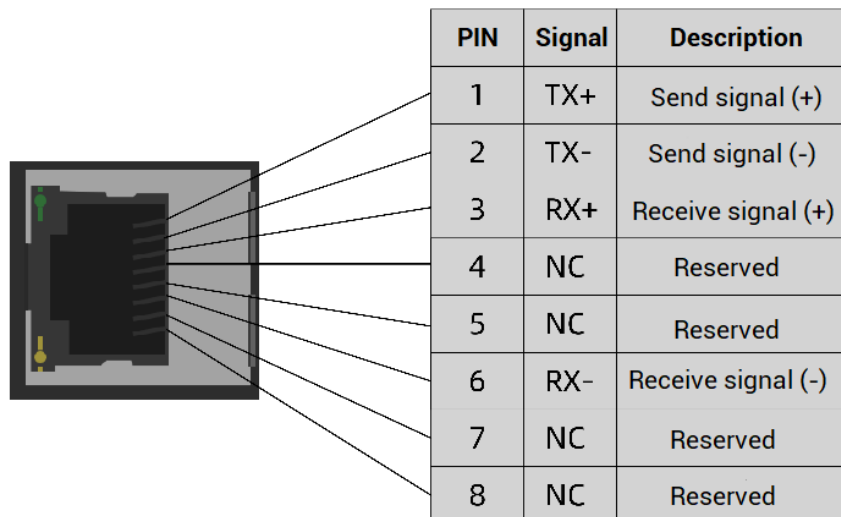 PIN Signal Description
1 TX+ Send signal (+)
2 TX- Send signal (-)
3 RX+ Receive signal (+)
4 NC Reserved
5 NC Reserved
6 RX- Receive signal (-)
7 NC Reserved
8 NC Reserved